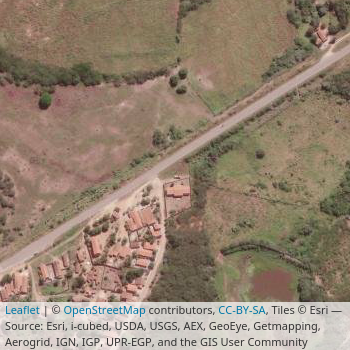 Leaflet | © OpenStreetMap contributors, CC-BY-SA, Tiles © Esri —
Source: Esri, i-cubed, USDA, USGS, AEX, GeoEye, Getmapping,
Aerogrid, IGN, IGP, UPR-EGP, and the GIS User Community